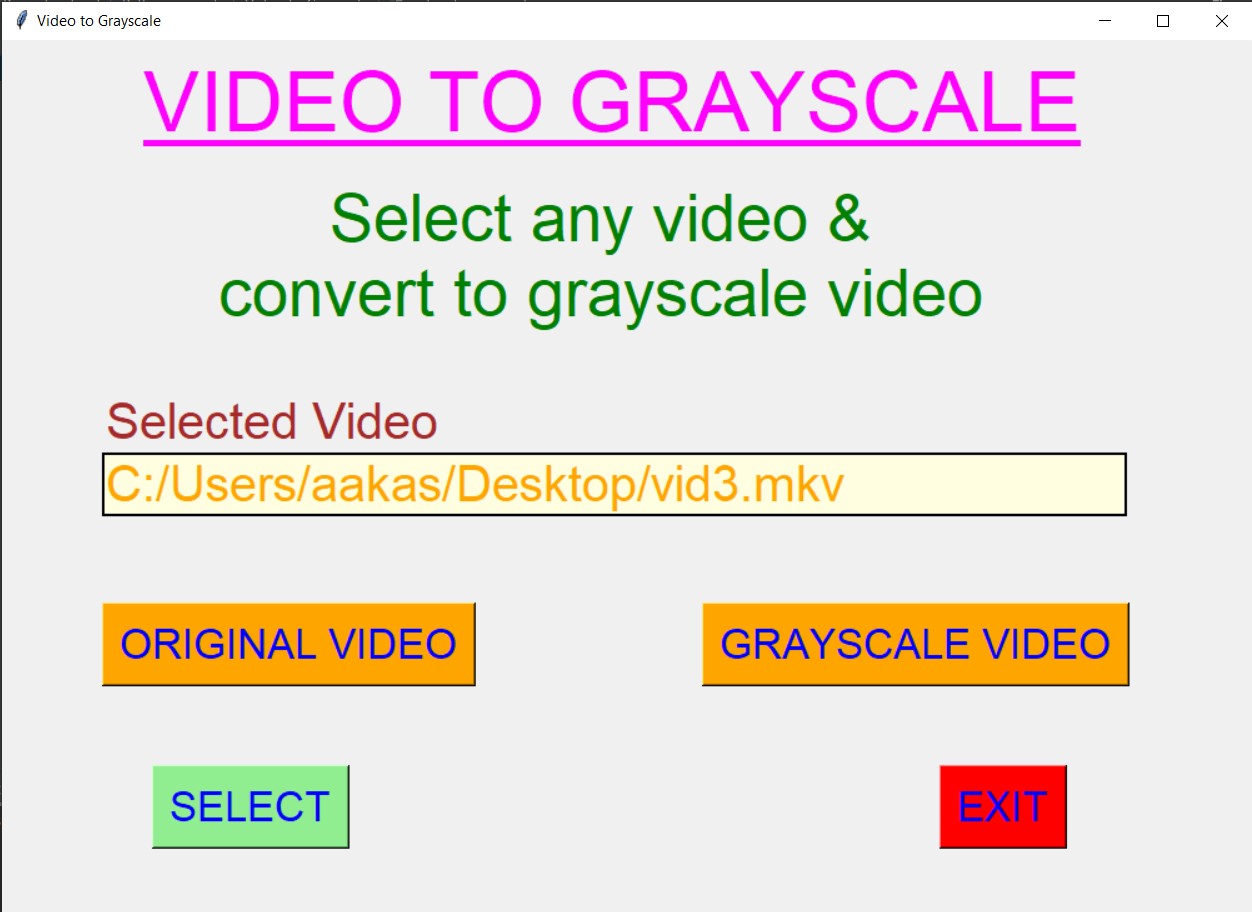 Video to Grayscale
VIDEO TO GRAYSCALE
Select any video &
convert to grayscale video
Selected Video
C:/Users/aakas/Desktop/vid3.mkv
ORIGINAL VIDEO
GRAYSCALE VIDEO
SELECT
EXIT